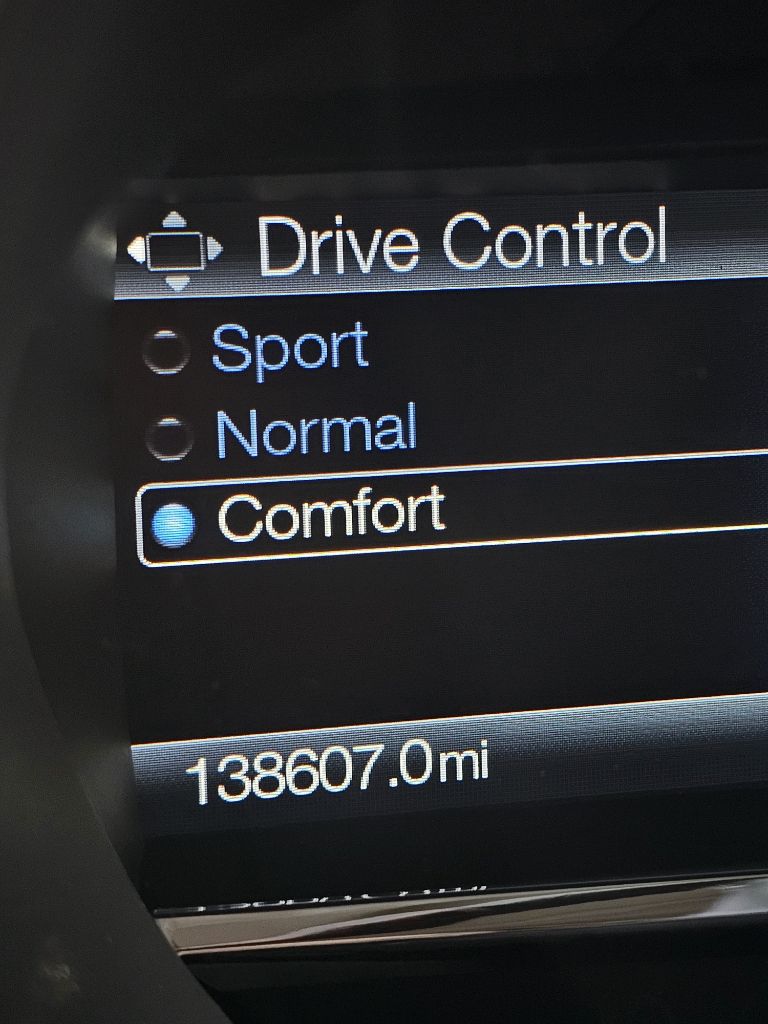 Drive Control
Sport
Normal
Comfort
138607.0mi